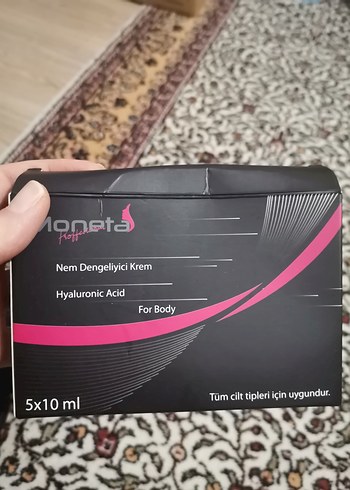 Moneta
Nem Dengeliyici Krem
Hyaluronic Acid
For Body
5x10 ml
Tüm cilt tipleri için uygundur.